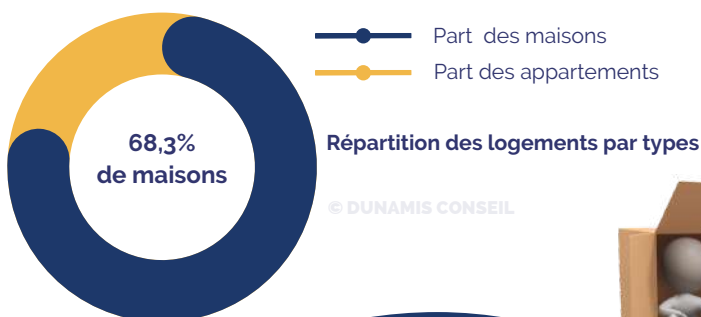 Part des maisons
Part des appartements
68,3%
de maisons
Répartition des logements par types
© DUNAMIS CONSEIL